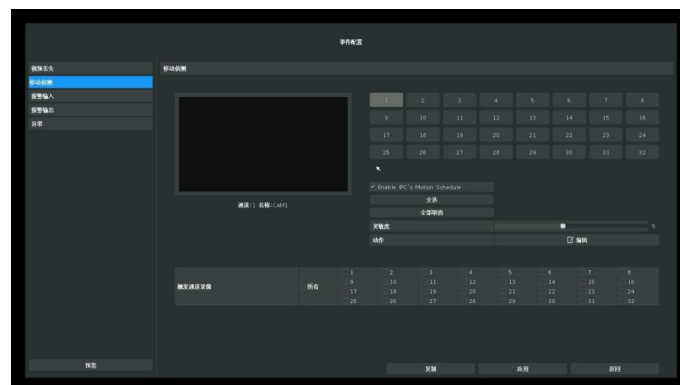 事件配置
视频丢失
移动侦测
报警输入
报警输出
异常
移动侦测
1 2 3 4 5 6 7 8
9 10 11 12 13 14 15 16
17 18 19 20 21 22 23 24
25 26 27 28 29 30 31 32
Enable IPC's Motion Schedule
通道:1 名称:CAM1
全选
全部取消
灵敏度 5
动作 编辑
触发通道录像 所有
1 2 3 4 5 6 7 8
9 10 11 12 13 14 15 16
17 18 19 20 21 22 23 24
25 26 27 28 29 30 31 32
预览 复制 应用 返回